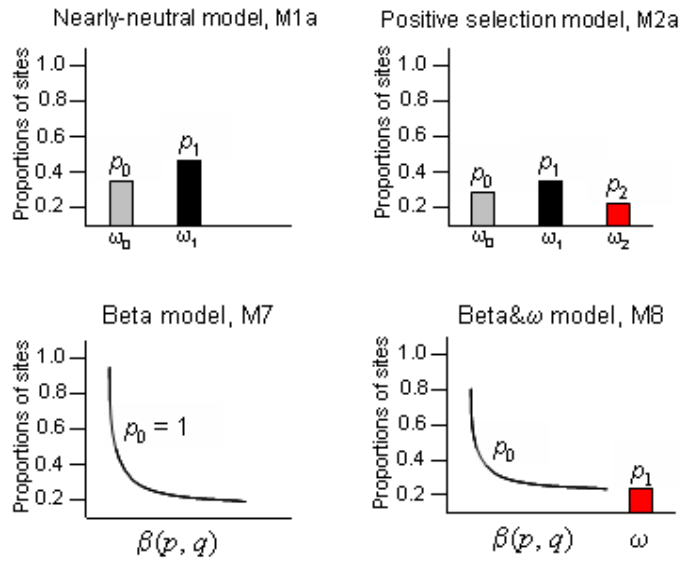 Nearly-neutral model, M1a
Proportions of sites
1.0
0.8
0.6
0.4
0.2
p0
p1
ω0
ω1
Positive selection model, M2a
Proportions of sites
1.0
0.8
0.6
0.4
0.2
p0
p1
p2
ω0
ω1
ω2
Beta model, M7
Proportions of sites
1.0
0.8
0.6
0.4
0.2
p0 = 1
β(p, q)
Beta&ω model, M8
Proportions of sites
1.0
0.8
0.6
0.4
0.2
p0
p1
β(p, q)
ω